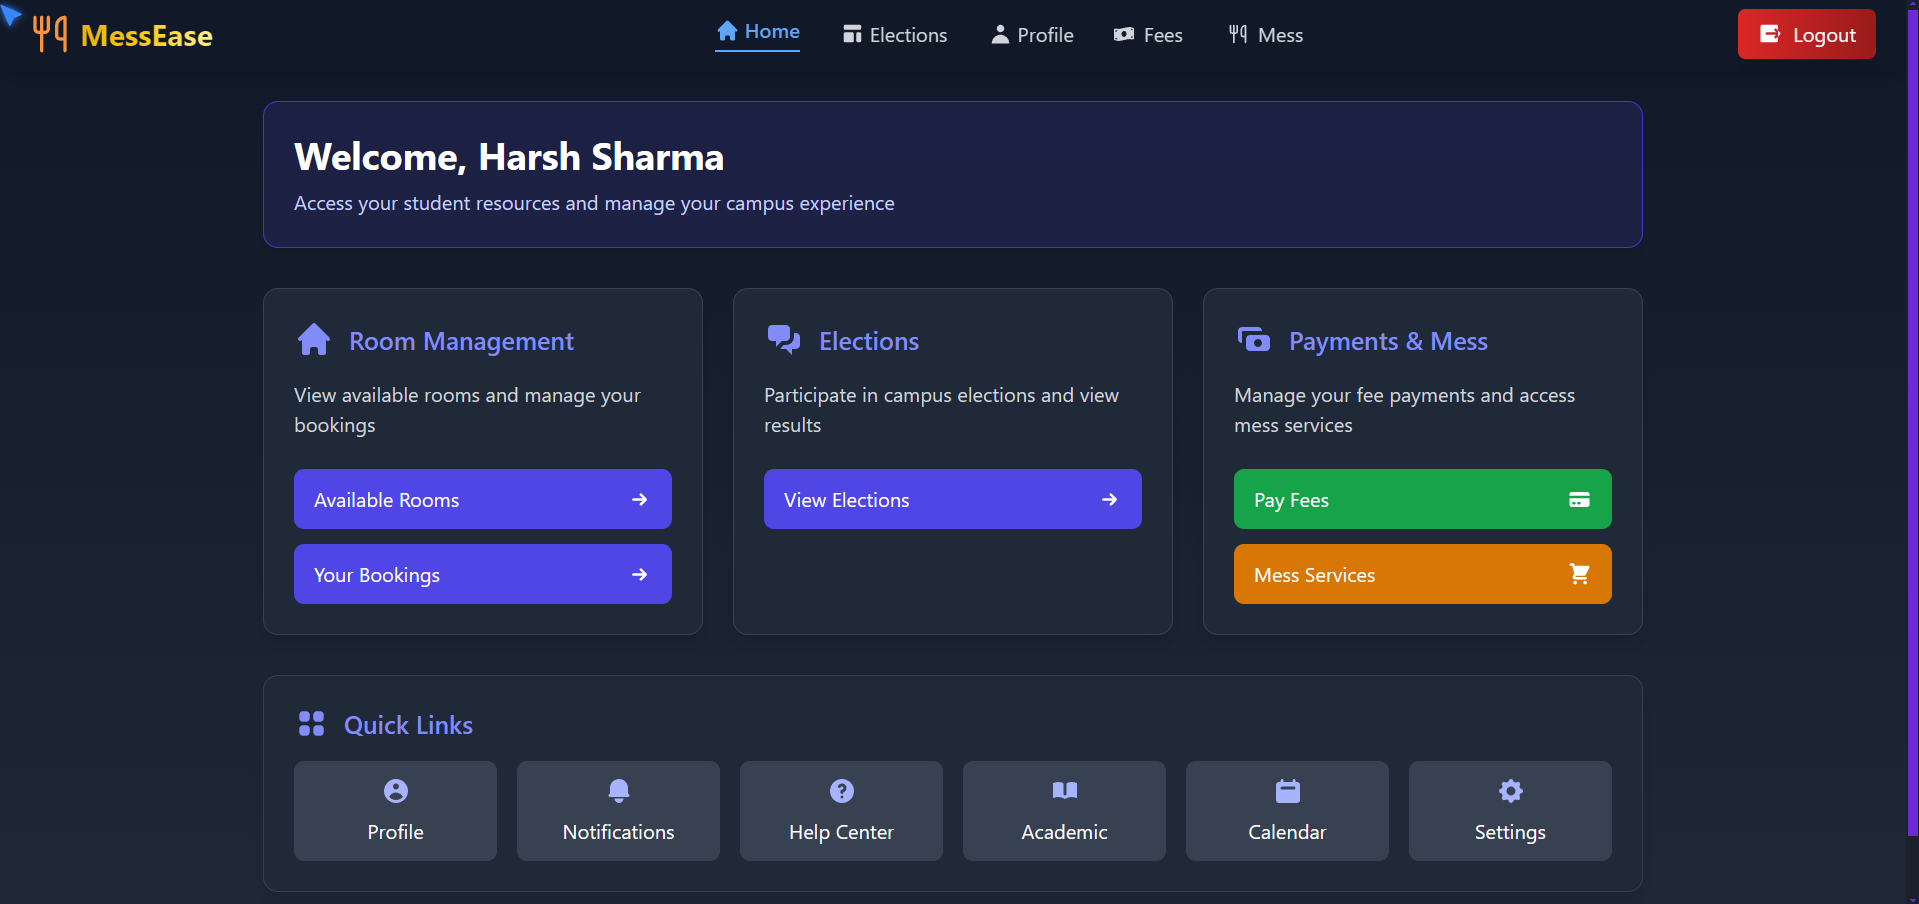 MessEase
Home
Elections
Profile
Fees
Mess
Logout
Welcome, Harsh Sharma
Access your student resources and manage your campus experience
Room Management
View available rooms and manage your
bookings
Available Rooms
Your Bookings
Elections
Participate in campus elections and view
results
View Elections
Payments & Mess
Manage your fee payments and access
mess services
Pay Fees
Mess Services
Quick Links
Profile
Notifications
Help Center
Academic
Calendar
Settings